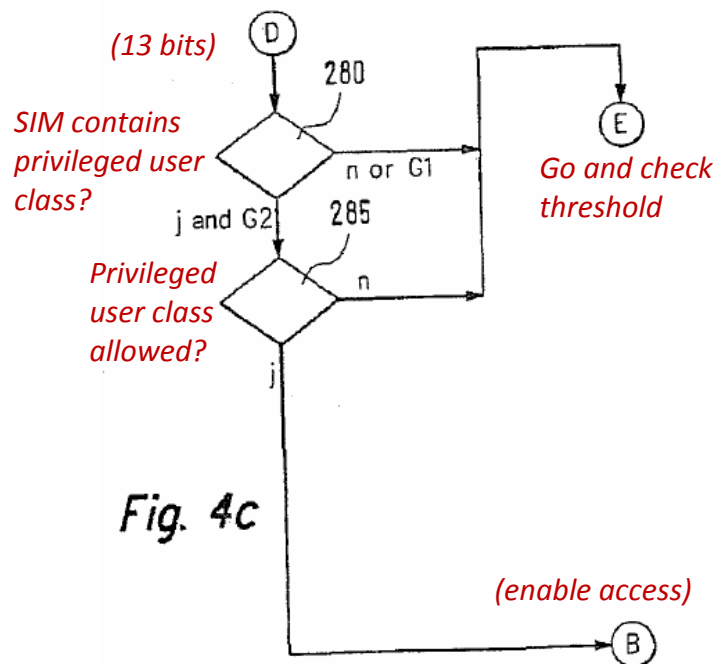 (13 bits)
D
280
SIM contains
privileged user
class?
n or G1
E
Go and check
threshold
j and G2
285
Privileged
user class
allowed?
n
j
Fig. 4c
(enable access)
B